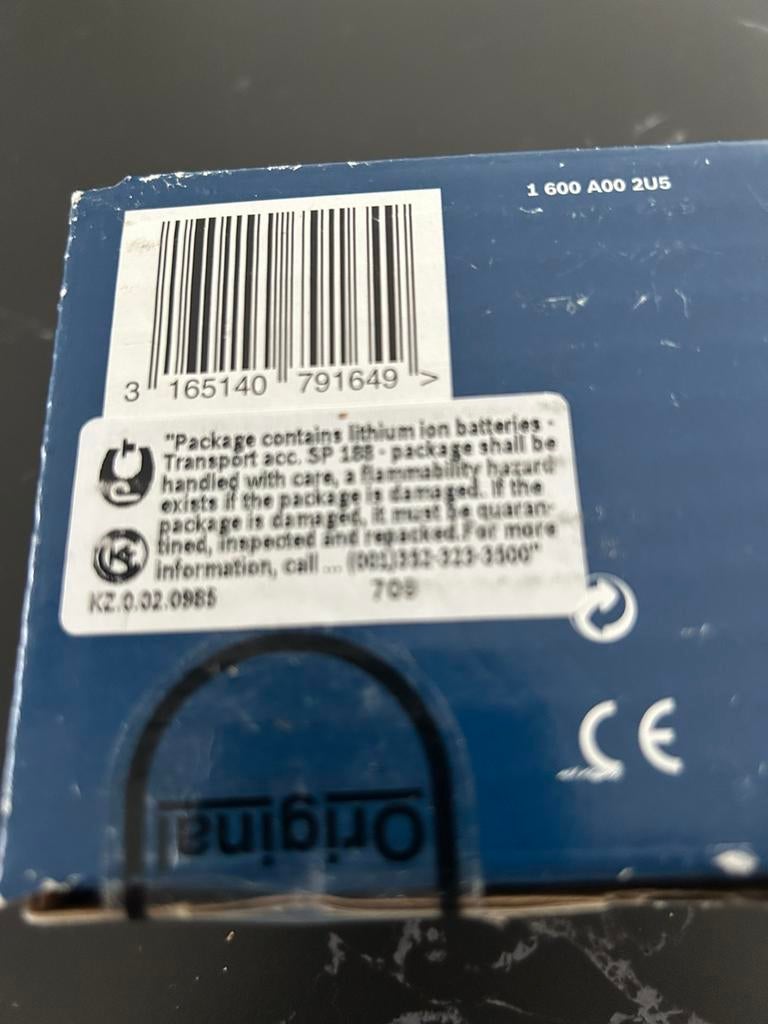 1 600 A00 2U5
3 165140 791649 >
"Package contains lithium ion batteries -
Transport acc. SP 188 - package shall be
handled with care, a flammability hazard
exists if the package is damaged. If the
package is damaged, it must be quaran-
tined, inspected and repacked.For more
information, call ... (001)352-323-3500"
KZ.0.02.0985
709
CE
Original